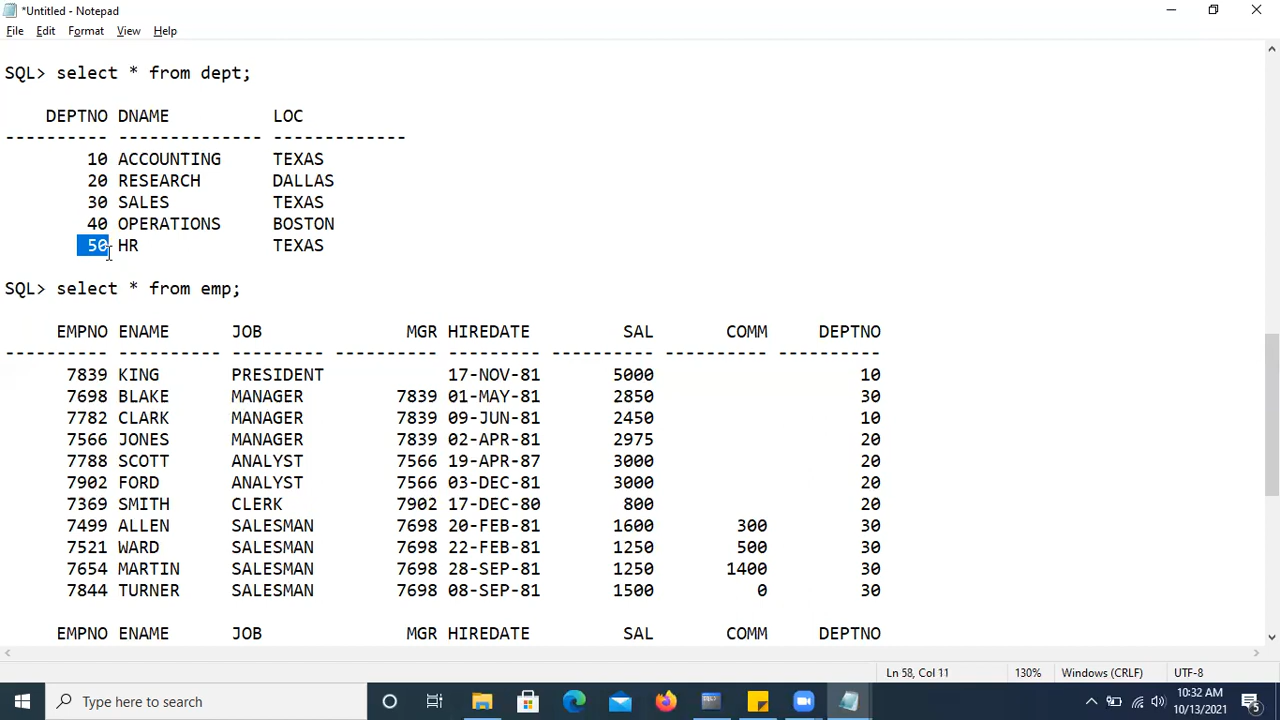 *Untitled - Notepad
File Edit Format View Help
SQL> select * from dept;
    DEPTNO DNAME          LOC
---------- -------------- -------------
        10 ACCOUNTING     TEXAS
        20 RESEARCH       DALLAS
        30 SALES          TEXAS
        40 OPERATIONS     BOSTON
        50 HR             TEXAS
SQL> select * from emp;
     EMPNO ENAME      JOB              MGR HIREDATE         SAL       COMM     DEPTNO
---------- ---------- --------- ---------- --------- ---------- ---------- ----------
      7839 KING       PRESIDENT            17-NOV-81       5000                    10
      7698 BLAKE      MANAGER         7839 01-MAY-81       2850                    30
      7782 CLARK      MANAGER         7839 09-JUN-81       2450                    10
      7566 JONES      MANAGER         7839 02-APR-81       2975                    20
      7788 SCOTT      ANALYST         7566 19-APR-87       3000                    20
      7902 FORD       ANALYST         7566 03-DEC-81       3000                    20
      7369 SMITH      CLERK           7902 17-DEC-80        800                    20
      7499 ALLEN      SALESMAN        7698 20-FEB-81       1600        300         30
      7521 WARD       SALESMAN        7698 22-FEB-81       1250        500         30
      7654 MARTIN     SALESMAN        7698 28-SEP-81       1250       1400         30
      7844 TURNER     SALESMAN        7698 08-SEP-81       1500          0         30
     EMPNO ENAME      JOB              MGR HIREDATE         SAL       COMM     DEPTNO
Ln 58, Col 11 130% Windows (CRLF) UTF-8
Type here to search
10:32 AM
10/13/2021
5